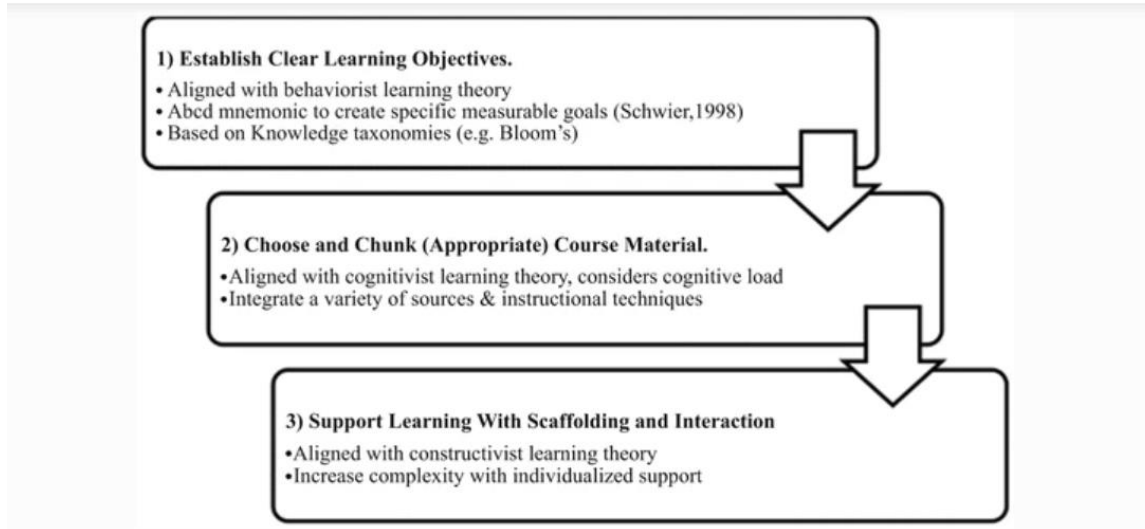 1) Establish Clear Learning Objectives.
• Aligned with behaviorist learning theory
• Abcd mnemonic to create specific measurable goals (Schwier,1998)
• Based on Knowledge taxonomies (e.g. Bloom’s)
2) Choose and Chunk (Appropriate) Course Material.
•Aligned with cognitivist learning theory, considers cognitive load
•Integrate a variety of sources & instructional techniques
3) Support Learning With Scaffolding and Interaction
•Aligned with constructivist learning theory
•Increase complexity with individualized support